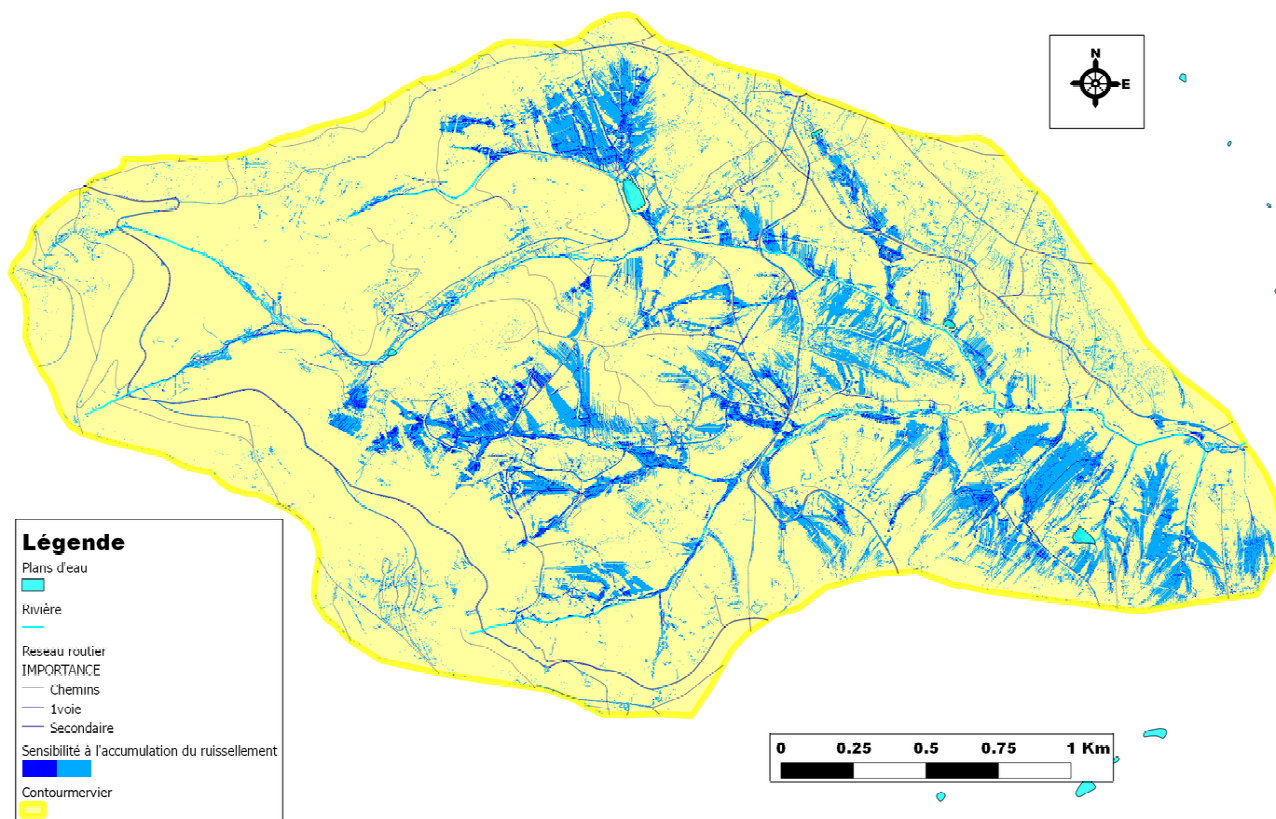 N
E
Légende
Plans d'eau
Rivière
Reseau routier
IMPORTANCE
Chemins
1voie
Secondaire
Sensibilité à l'accumulation du ruissellement
Contourmervier
0 0.25 0.5 0.75 1 Km